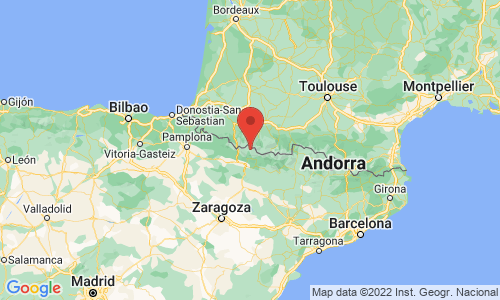 Bordeaux
Toulouse
Montpellier
Gijón
Bilbao
Donostia-San
Sebastian
Pamplona
Vitoria-Gasteiz
León
Andorra
Girona
Valladolid
Zaragoza
Barcelona
Tarragona
Salamanca
Madrid
Google
Map data ©2022 Inst. Geogr. Nacional